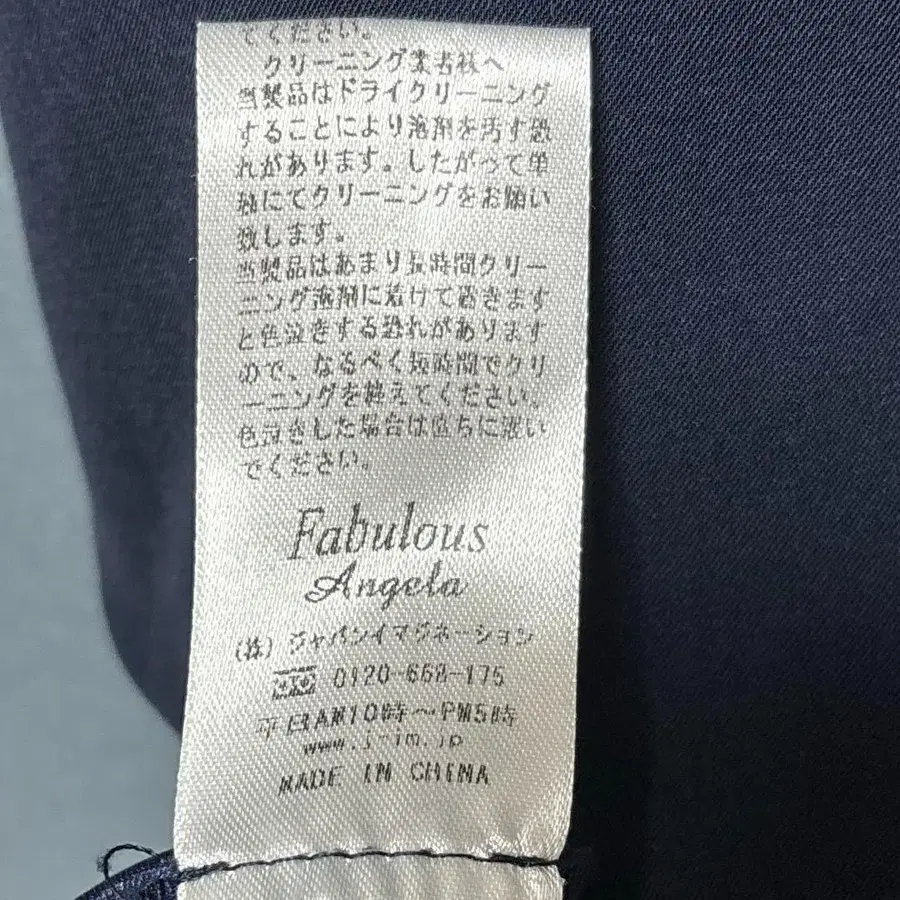 てください。
クリーニング業者様へ
当製品はドライクリーニング
することにより溶剤を汚す恐
れがあります。したがって単
独にてクリーニングをお願い
致します。
当製品はあまり長時間クリー
ニング溶剤に着けて過ぎますと
と色泣きする恐れがあります
ので、なるべく短時間でクリ
ーニングを終えてください。
色泣きした場合は直ちに濯い
でください。
Fabulous
Angela
(株)ジャパンイマジネーション
0120-668-175
平日AM10時～PM5時
www.j-im.jp
MADE IN CHINA